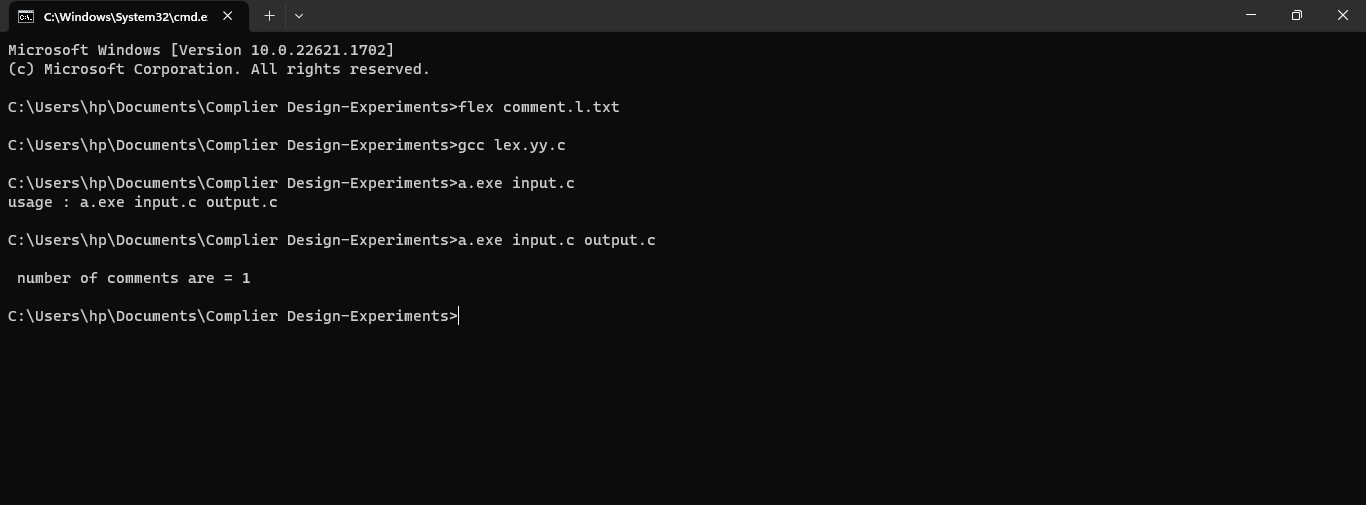 C:\Windows\System32\cmd.e
Microsoft Windows [Version 10.0.22621.1702]
(c) Microsoft Corporation. All rights reserved.
C:\Users\hp\Documents\Complier Design-Experiments>flex comment.l.txt
C:\Users\hp\Documents\Complier Design-Experiments>gcc lex.yy.c
C:\Users\hp\Documents\Complier Design-Experiments>a.exe input.c
usage : a.exe input.c output.c
C:\Users\hp\Documents\Complier Design-Experiments>a.exe input.c output.c
number of comments are = 1
C:\Users\hp\Documents\Complier Design-Experiments>